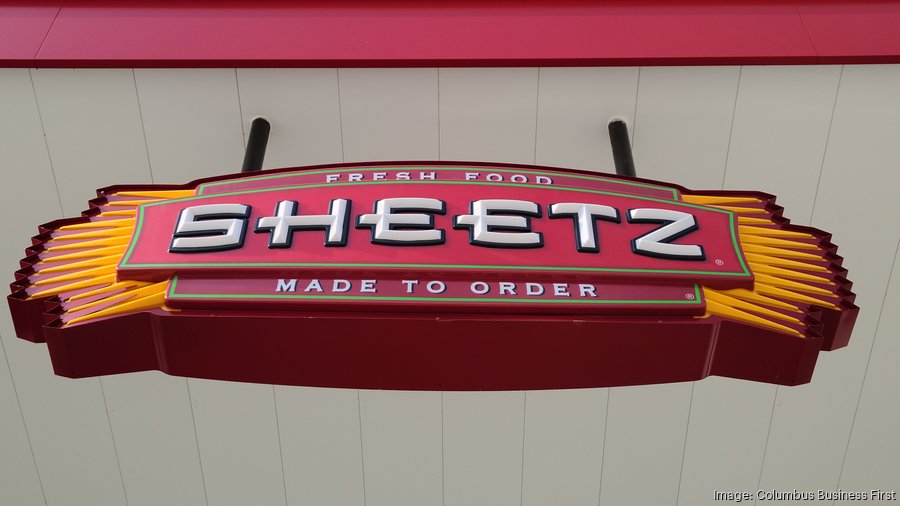 FRESH FOOD
SHEETZ®
MADE TO ORDER®
Image: Columbus Business First